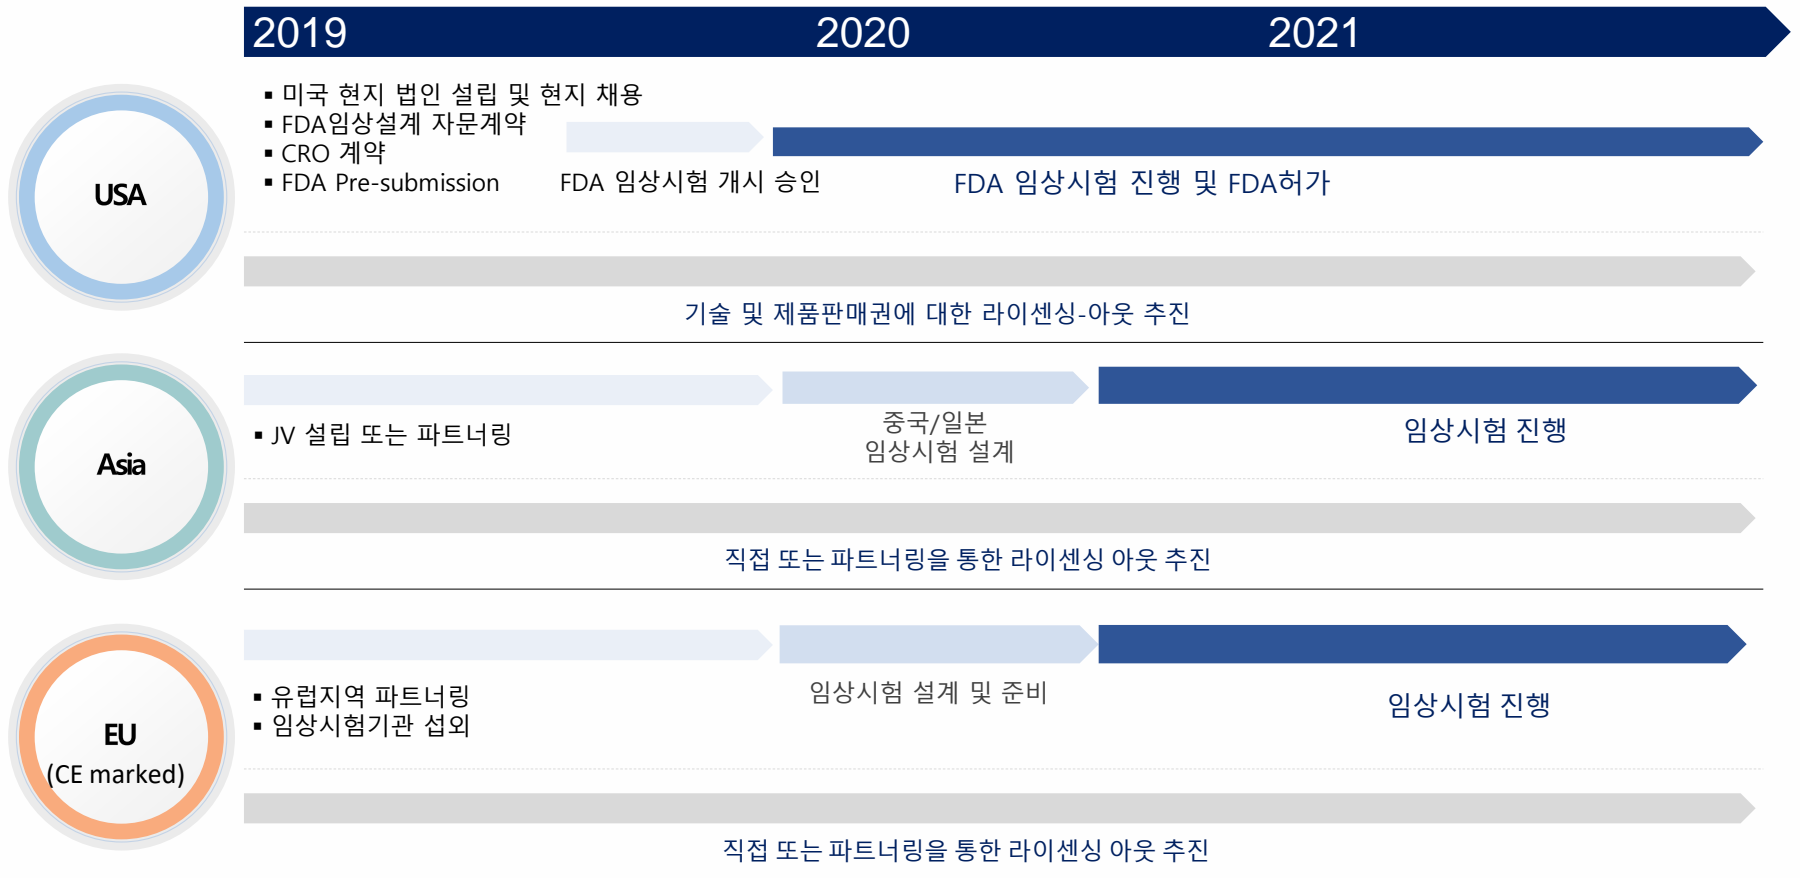 2019 2020 2021
▪ 미국 현지 법인 설립 및 현지 채용
▪ FDA임상설계 자문계약
▪ CRO 계약
▪ FDA Pre-submission
FDA 임상시험 개시 승인
FDA 임상시험 진행 및 FDA허가
USA
기술 및 제품판매권에 대한 라이센싱-아웃 추진
▪ JV 설립 또는 파트너링
중국/일본
임상시험 설계
임상시험 진행
Asia
직접 또는 파트너링을 통한 라이센싱 아웃 추진
▪ 유럽지역 파트너링
▪ 임상시험기관 섭외
임상시험 설계 및 준비
임상시험 진행
EU
(CE marked)
직접 또는 파트너링을 통한 라이센싱 아웃 추진